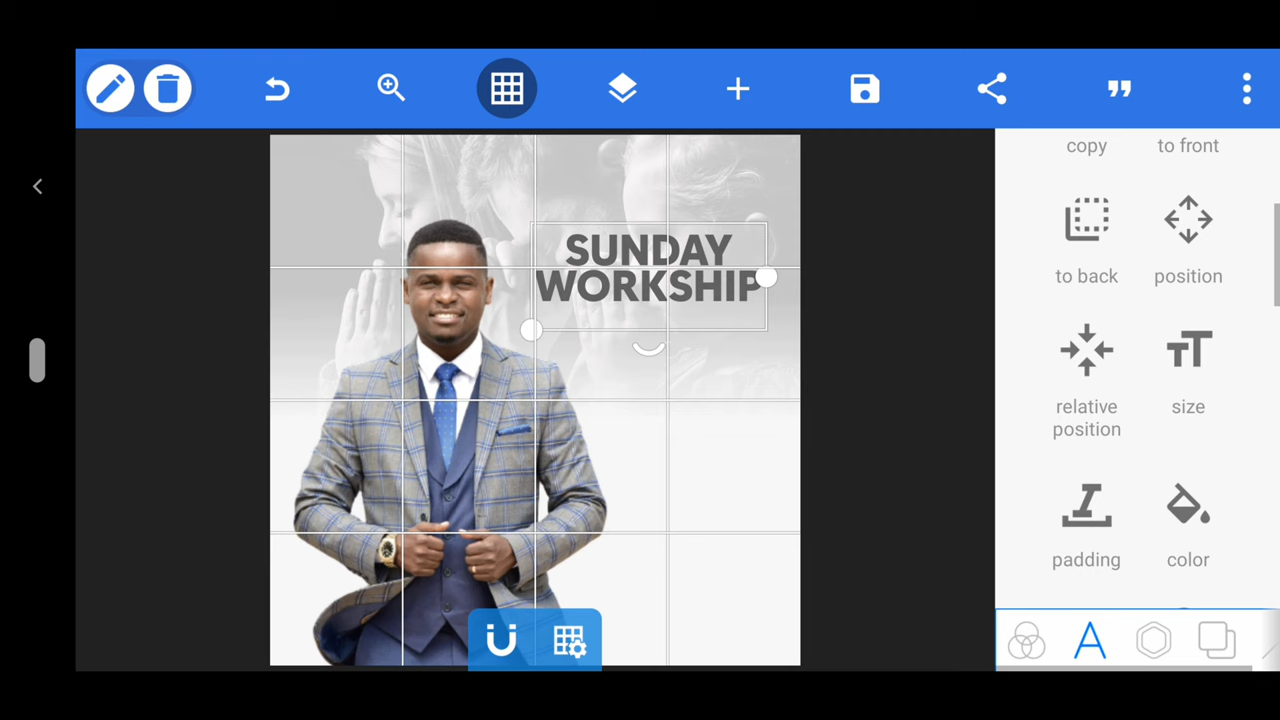 SUNDAY
WORKSHIP
copy
to front
to back
position
relative
position
size
padding
color